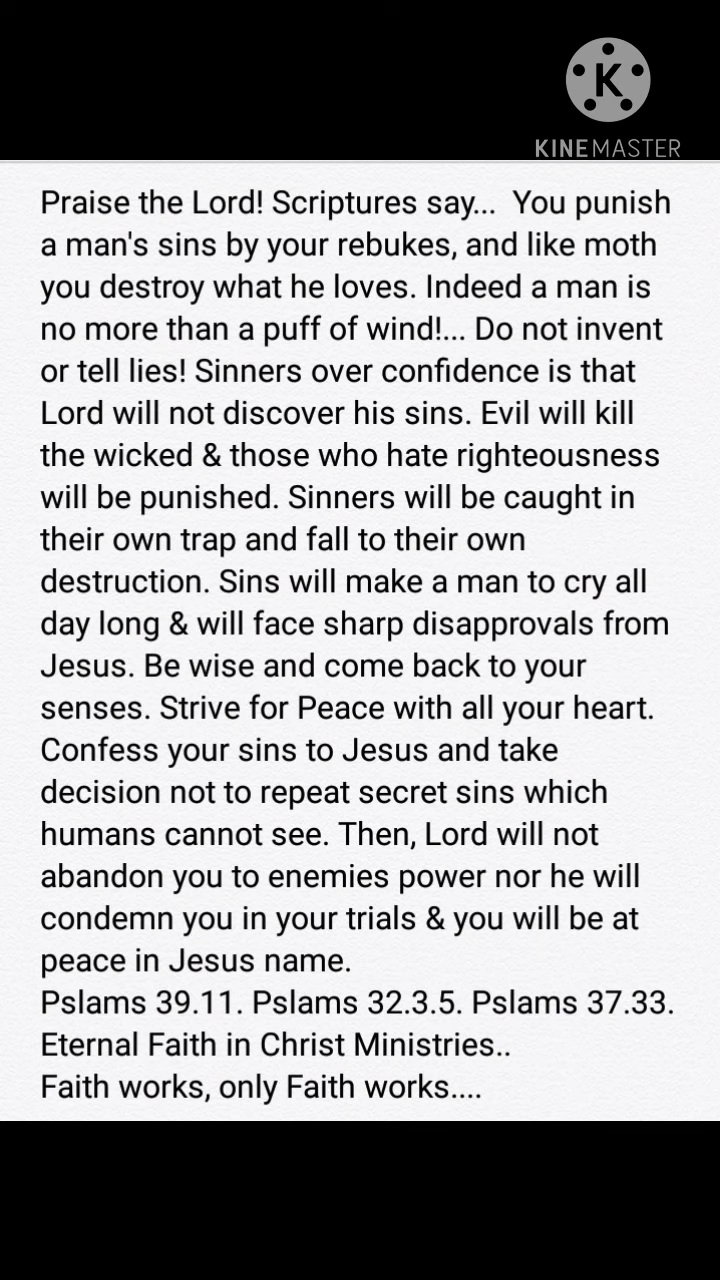 K
KINEMASTER
Praise the Lord! Scriptures say...  You punish
a man's sins by your rebukes, and like moth
you destroy what he loves. Indeed a man is
no more than a puff of wind!... Do not invent
or tell lies! Sinners over confidence is that
Lord will not discover his sins. Evil will kill
the wicked & those who hate righteousness
will be punished. Sinners will be caught in
their own trap and fall to their own
destruction. Sins will make a man to cry all
day long & will face sharp disapprovals from
Jesus. Be wise and come back to your
senses. Strive for Peace with all your heart.
Confess your sins to Jesus and take
decision not to repeat secret sins which
humans cannot see. Then, Lord will not
abandon you to enemies power nor he will
condemn you in your trials & you will be at
peace in Jesus name.
Pslams 39.11. Pslams 32.3.5. Pslams 37.33.
Eternal Faith in Christ Ministries..
Faith works, only Faith works....